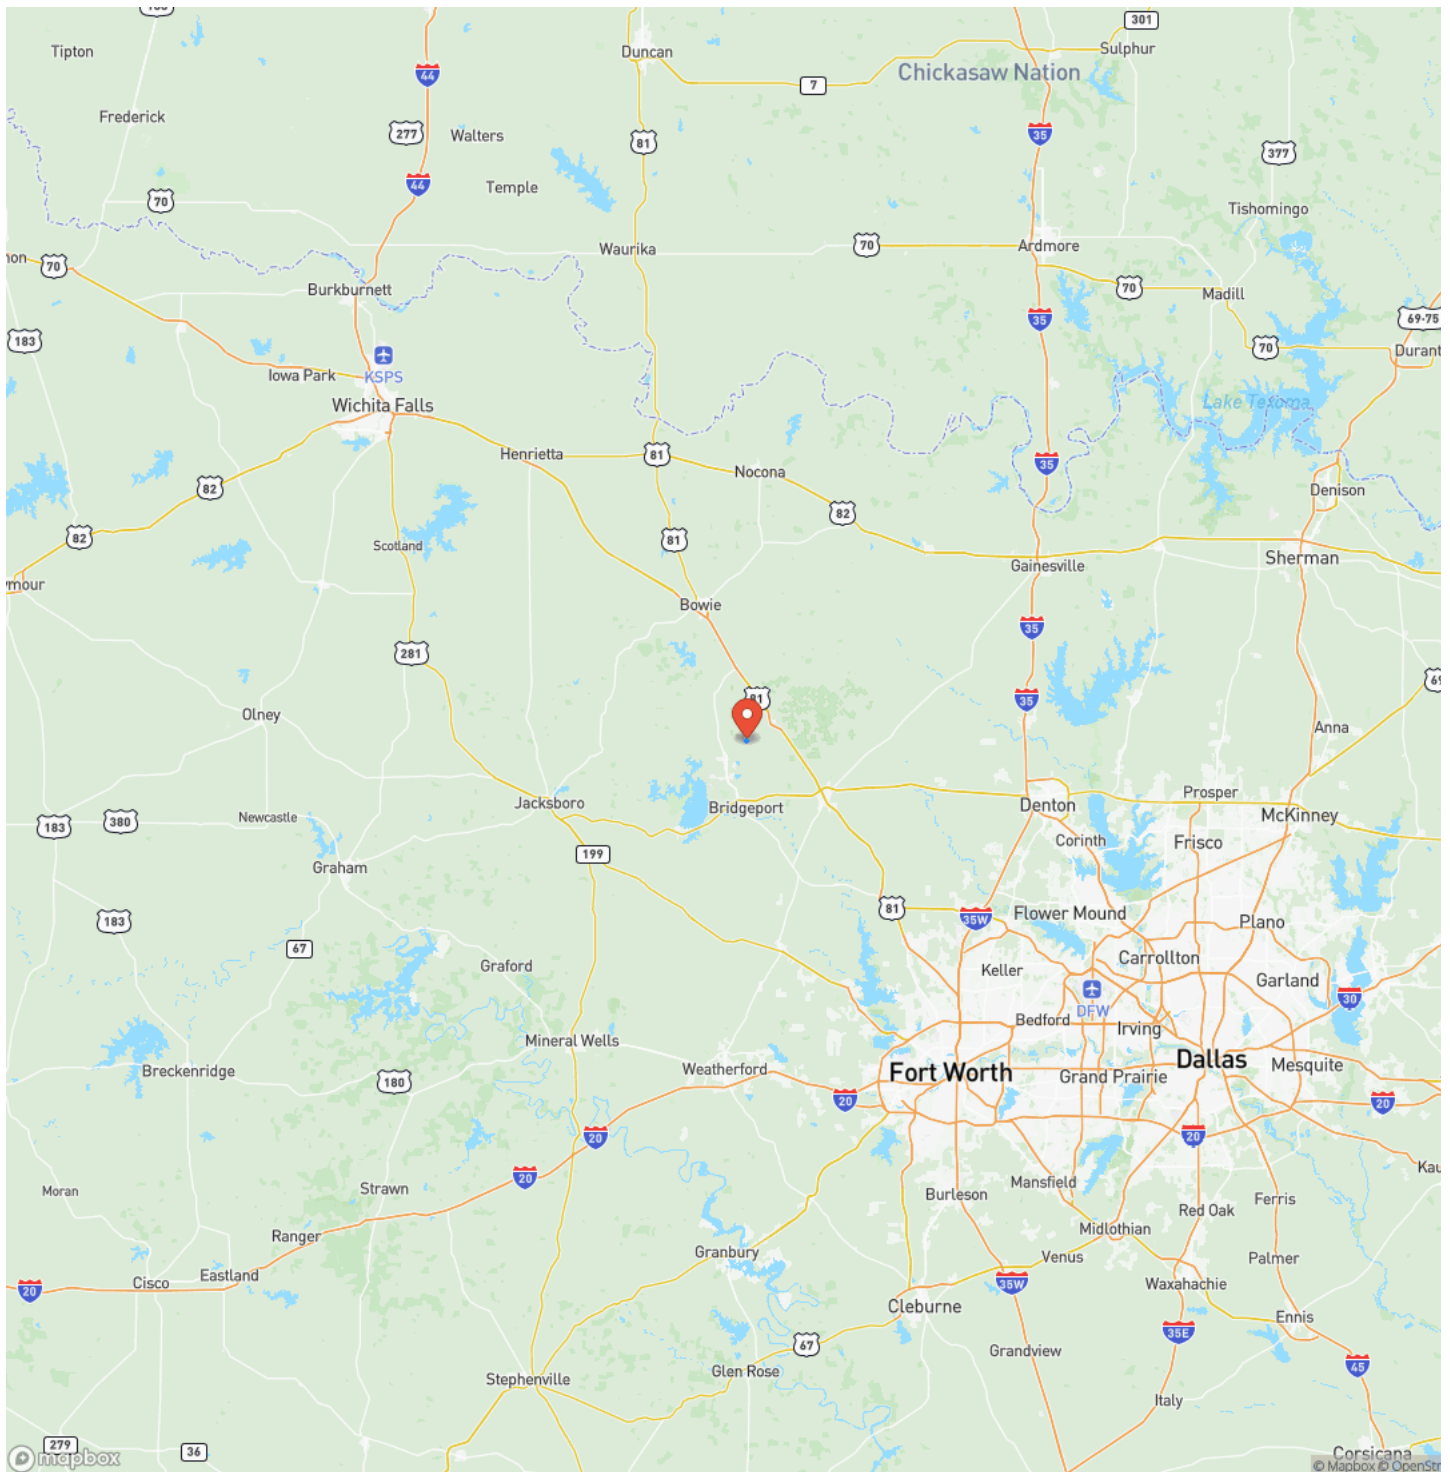 Tipton
Duncan
301
Sulphur
44
Chickasaw Nation
7
Frederick
277
Walters
81
35
377
44
Temple
70
Tishomingo
Waurika
70
Ardmore
70
Burkburnett
70
Madill
183
35
69-75
KSPS
Iowa Park
70
Durant
Wichita Falls
Lake Texoma
Henrietta
81
Nocona
35
82
82
Denison
82
Scotland
81
Gainesville
Sherman
Bowie
35
281
81
35
Olney
Anna
Jacksboro
Bridgeport
Denton
Prosper
183
380
Newcastle
McKinney
199
Corinth
Frisco
Graham
183
81
35W
Flower Mound
Plano
67
Graford
Keller
Carrollton
Garland
DFW
30
Bedford
Irving
Mineral Wells
Dallas
Breckenridge
180
Weatherford
Fort Worth
Grand Prairie
Mesquite
20
20
20
20
20
Moran
Strawn
Burleson
Mansfield
Ferris
Red Oak
Ranger
Midlothian
Granbury
Venus
Palmer
Cisco
Eastland
35W
Waxahachie
20
Cleburne
Ennis
67
35E
Grandview
45
Stephenville
Glen Rose
Italy
279
36
Corsicana
mapbox
© Mapbox © OpenStr